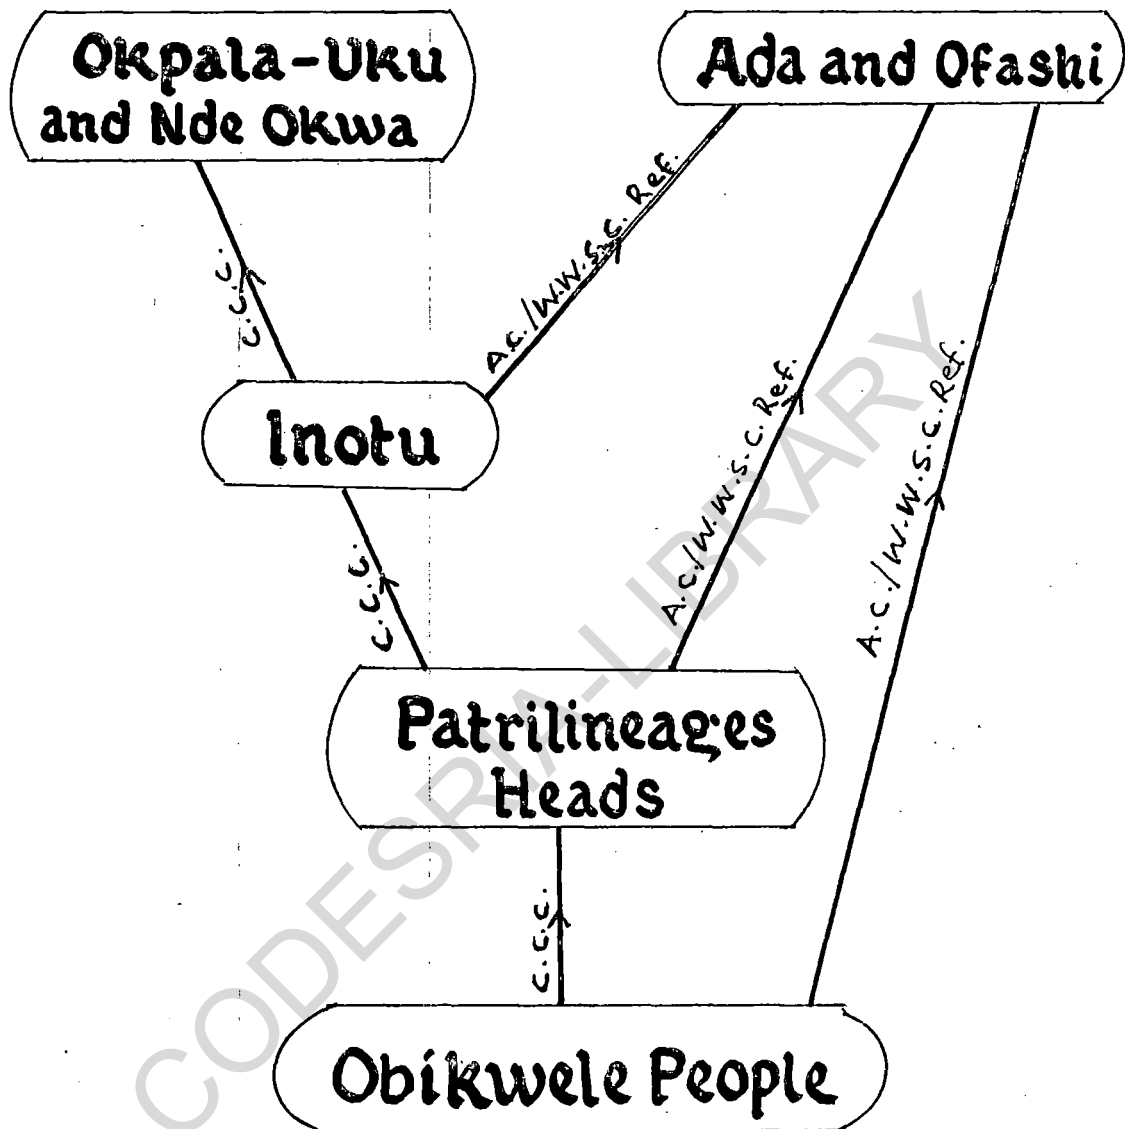 Okpala-Uku
and Nde Okwa
Ada and Ofashi
C.C.C.
A.C./W.W.S.C. Ref.
Inotu
C.C.C.
A.C./W.W.S.C. Ref.
A.C./W.W.S.C. Ref.
Patrilineages
Heads
C.C.C.
Obikwele People
CODESRIA-LIBRARY